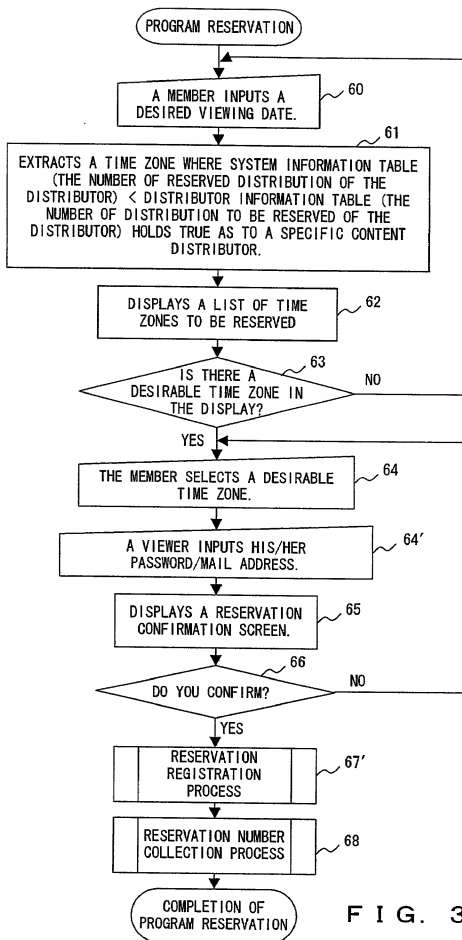 PROGRAM RESERVATION
A MEMBER INPUTS A
DESIRED VIEWING DATE.
60
61
EXTRACTS A TIME ZONE WHERE SYSTEM INFORMATION TABLE
(THE NUMBER OF RESERVED DISTRIBUTION OF THE
DISTRIBUTOR) < DISTRIBUTOR INFORMATION TABLE (THE
NUMBER OF DISTRIBUTION TO BE RESERVED OF THE
DISTRIBUTOR) HOLDS TRUE AS TO A SPECIFIC CONTENT
DISTRIBUTOR.
62
DISPLAYS A LIST OF TIME
ZONES TO BE RESERVED
63
IS THERE A
DESIRABLE TIME ZONE IN
THE DISPLAY?
NO
YES
64
THE MEMBER SELECTS A DESIRABLE
TIME ZONE.
64'
A VIEWER INPUTS HIS/HER
PASSWORD/MAIL ADDRESS.
65
DISPLAYS A RESERVATION
CONFIRMATION SCREEN.
66
DO YOU CONFIRM?
NO
YES
RESERVATION
REGISTRATION
PROCESS
67'
RESERVATION NUMBER
COLLECTION PROCESS
68
COMPLETION OF
PROGRAM RESERVATION
FIG. 3